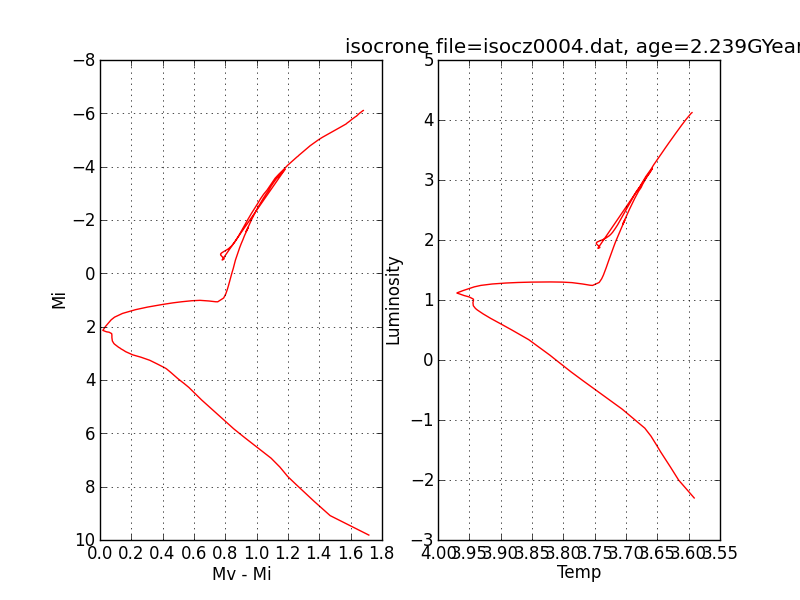 isocrone file=isocz0004.dat, age=2.239GYear
−8
−6
−4
−2
0
2
4
6
8
10
Mi
0.0 0.2 0.4 0.6 0.8 1.0 1.2 1.4 1.6 1.8
Mv - Mi
5
4
3
2
1
0
−1
−2
−3
Luminosity
4.00 3.95 3.90 3.85 3.80 3.75 3.70 3.65 3.60 3.55
Temp